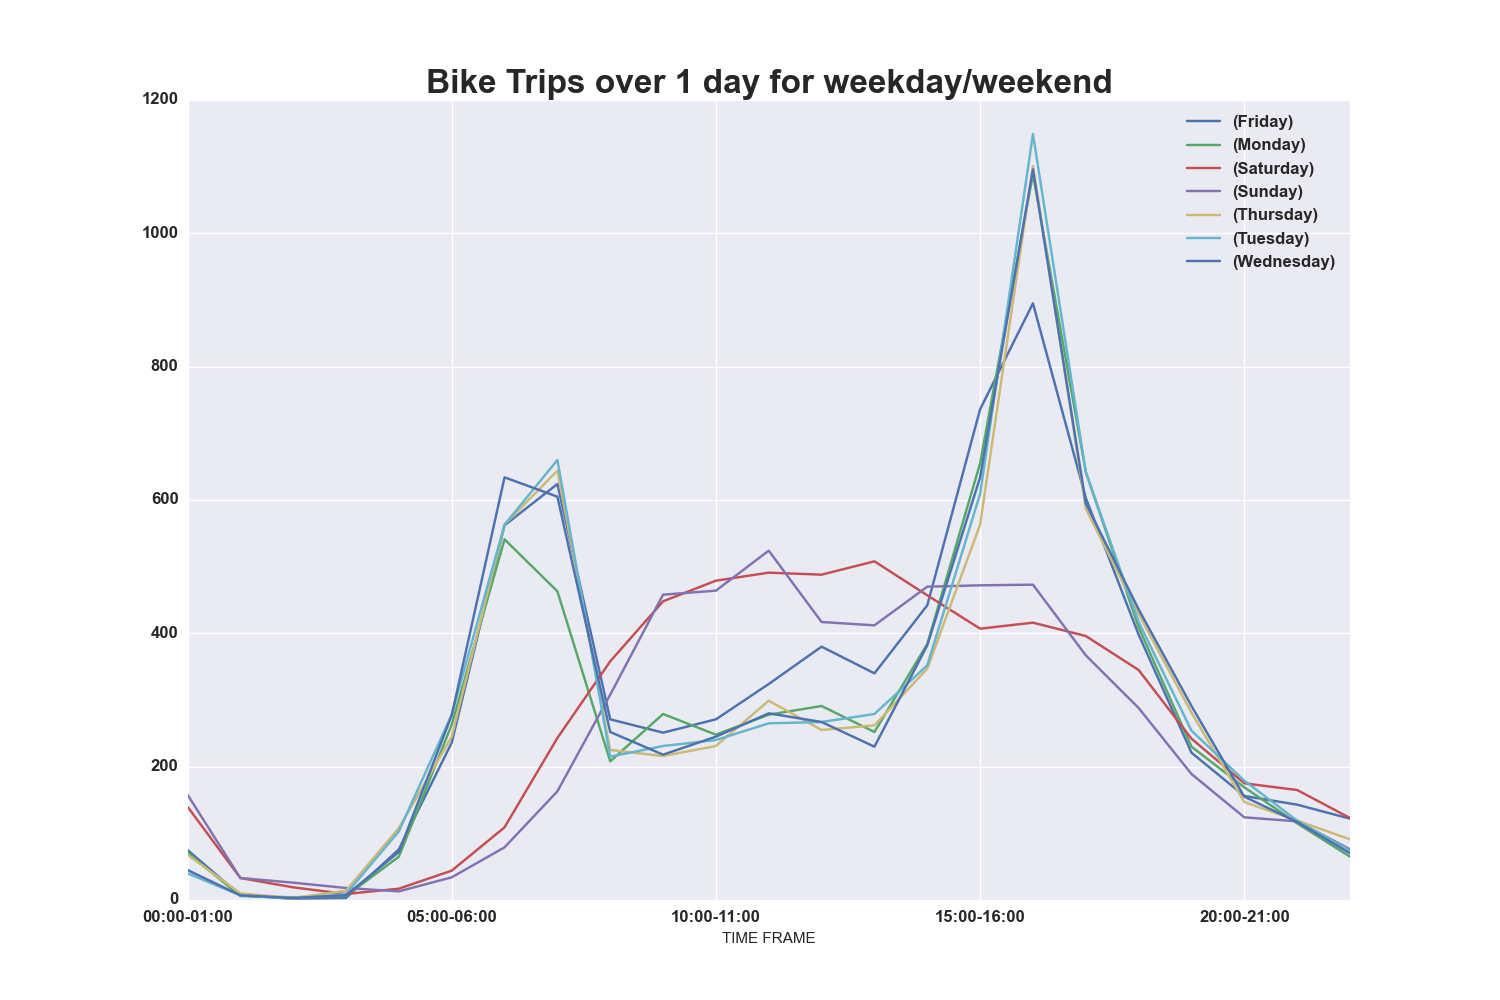 Bike Trips over 1 day for weekday/weekend
1200
1000
800
600
400
200
0
(Friday)
(Monday)
(Saturday)
(Sunday)
(Thursday)
(Tuesday)
(Wednesday)
00:00-01:00 05:00-06:00 10:00-11:00 15:00-16:00 20:00-21:00
TIME FRAME